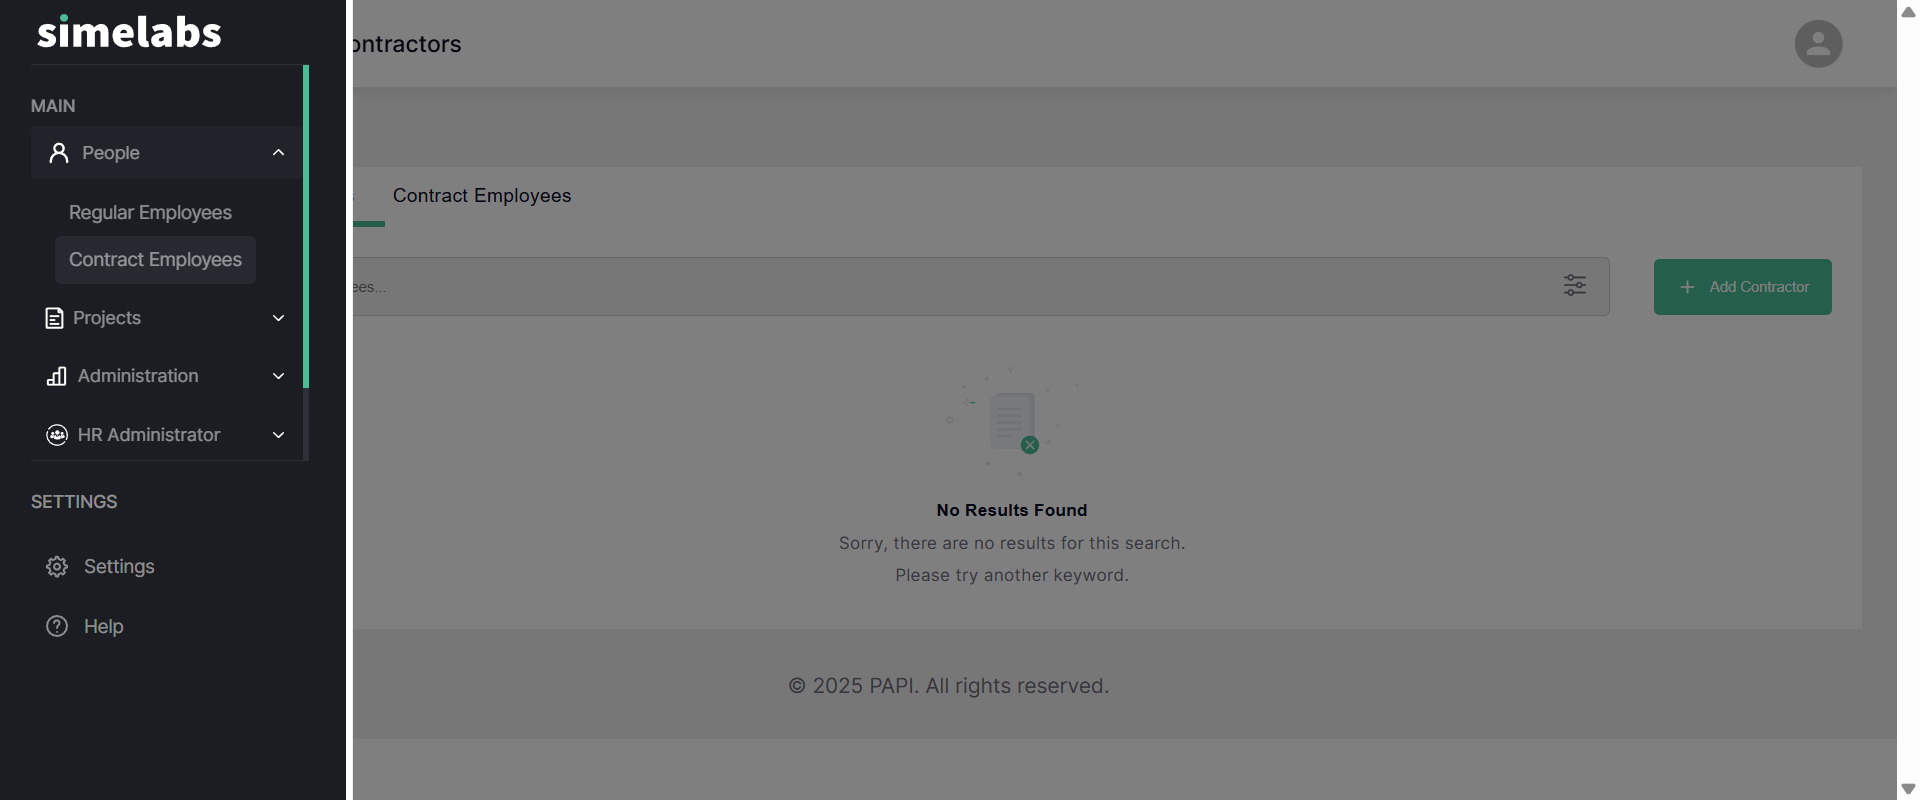 simelabs
ontractors
MAIN
People
Regular Employees
Contract Employees
Projects
Administration
HR Administrator
SETTINGS
Settings
Help
Contract Employees
ees...
+ Add Contractor
No Results Found
Sorry, there are no results for this search.
Please try another keyword.
© 2025 PAPI. All rights reserved.